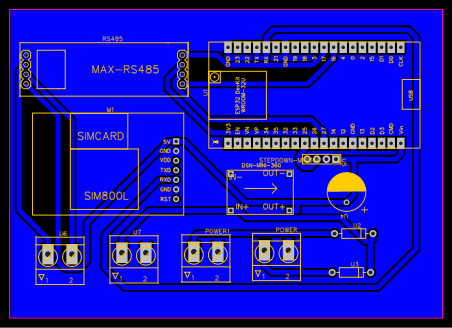 RS485
MAX-RS485
GND
23
22
TX
RX
21
GND
19
18
5
17
16
4
0
2
15
D1
D0
CLK
U1
ESP32 DevKit
WROOM-32U
USB
3V3
EN
VP
34
35
32
33
25
26
27
14
12
GND
13
D2
D3
CMD
Vin
M1
SIMCARD
SIM800L
5V
GND
VDD
TXD
RXD
GND
RST
STEPDOWN-M
DSN-MINI-360
IN-
OUT-
IN+
OUT+
U4
U6
1
2
U7
1
2
POWER1
1
2
POWER
1
2
U2
U3